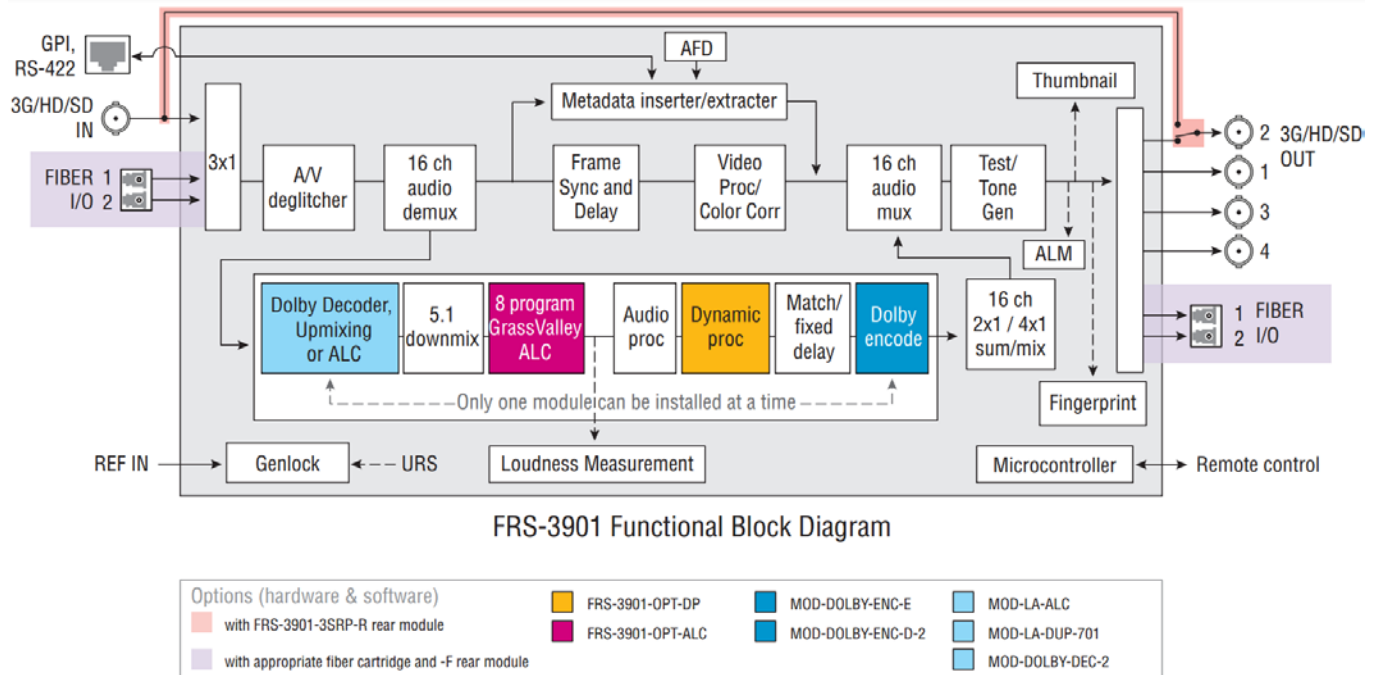 GPI,
RS-422
3G/HD/SD
IN
FIBER 1
I/O 2
3x1
A/V
deglitcher
16 ch
audio
demux
AFD
Metadata inserter/extracter
Frame
Sync and
Delay
Video
Proc/
Color Corr
16 ch
audio
mux
Test/
Tone
Gen
Thumbnail
ALM
2 3G/HD/SD
OUT
1
3
4
1 FIBER
2 I/O
Dolby Decoder,
Upmixing
or ALC
5.1
downmix
8 program
GrassValley
ALC
Audio
proc
Dynamic
proc
Match/
fixed
delay
Dolby
encode
16 ch
2x1 / 4x1
sum/mix
Only one module can be installed at a time
Fingerprint
REF IN
Genlock
URS
Loudness Measurement
Microcontroller
Remote control
FRS-3901 Functional Block Diagram
Options (hardware & software)
with FRS-3901-3SRP-R rear module
with appropriate fiber cartridge and -F rear module
FRS-3901-OPT-DP
FRS-3901-OPT-ALC
MOD-DOLBY-ENC-E
MOD-DOLBY-ENC-D-2
MOD-LA-ALC
MOD-LA-DUP-701
MOD-DOLBY-DEC-2